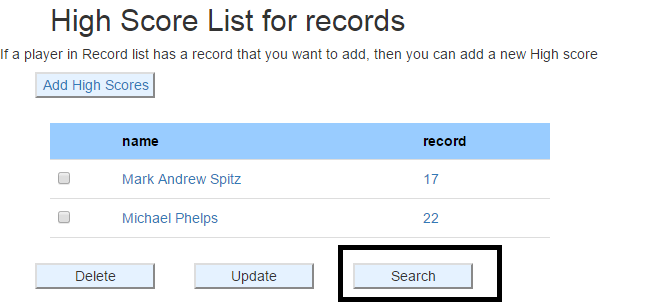 High Score List for records
If a player in Record list has a record that you want to add, then you can add a new High score
Add High Scores
name record
Mark Andrew Spitz 17
Michael Phelps 22
Delete Update Search